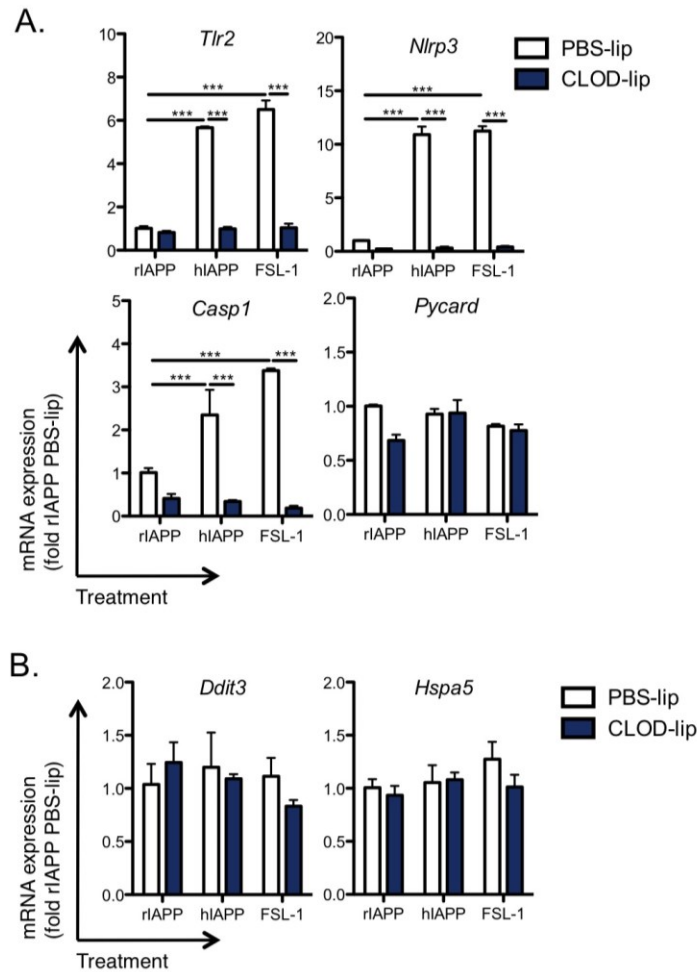 A.
Tlr2
Nlrp3
PBS-lip
CLOD-lip
10
8
6
4
2
0
***
***
***
***
rIAPP
hIAPP
FSL-1
20
15
10
5
0
***
***
***
***
rIAPP
hIAPP
FSL-1
Casp1
Pycard
5
4
3
2
1
0
***
***
***
***
rIAPP
hIAPP
FSL-1
2.0
1.5
1.0
0.5
0.0
rIAPP
hIAPP
FSL-1
mRNA expression
(fold rIAPP PBS-lip)
Treatment
B.
Ddit3
Hspa5
PBS-lip
CLOD-lip
2.0
1.5
1.0
0.5
0.0
rIAPP
hIAPP
FSL-1
2.0
1.5
1.0
0.5
0.0
rIAPP
hIAPP
FSL-1
mRNA expression
(fold rIAPP PBS-lip)
Treatment